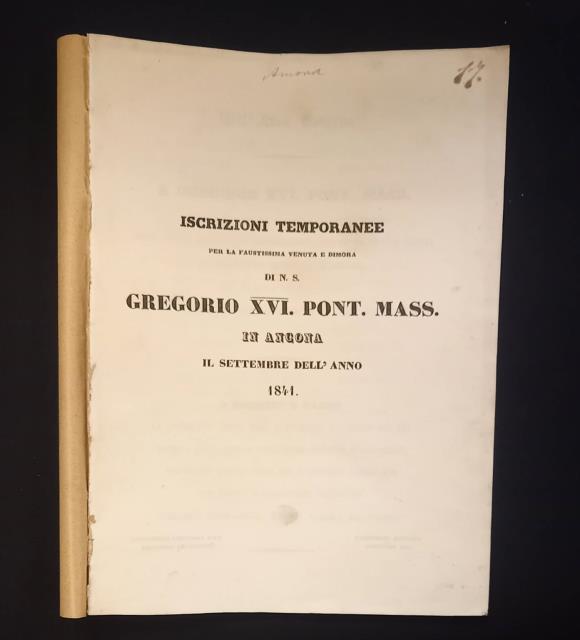 17.
ISCRIZIONI TEMPORANEE
PER LA FAUSTISSIMA VENUTA E DIMORA
DI N. S.
GREGORIO XVI. PONT. MASS.
IN ANCONA
IL SETTEMBRE DELL' ANNO
1841.